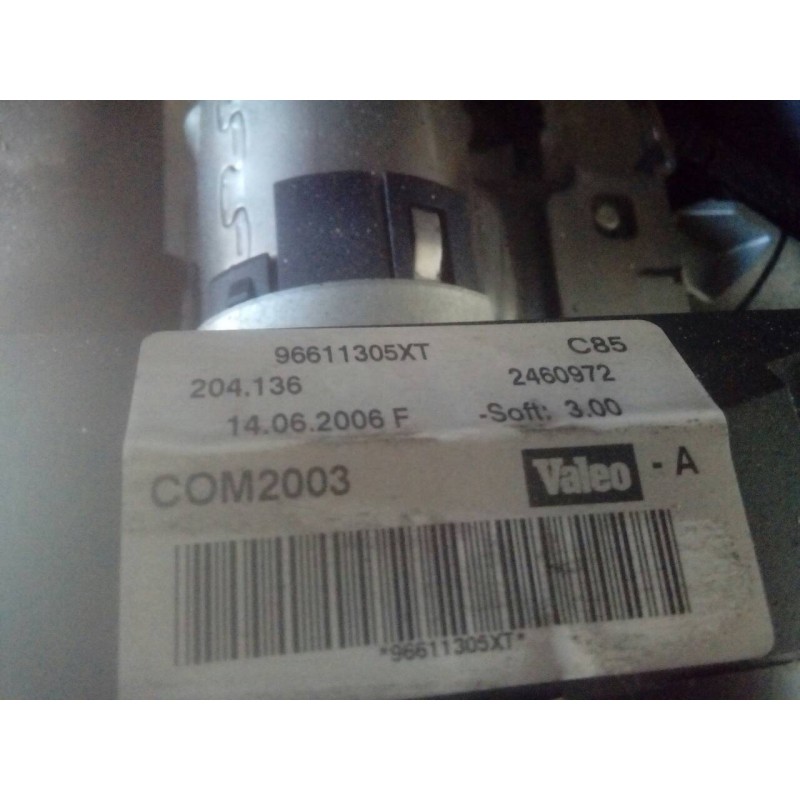 96611305XT C85
204.136 2460972
14.06.2006 F -Soft: 3.00
COM2003 Valeo - A
*96611305XT*